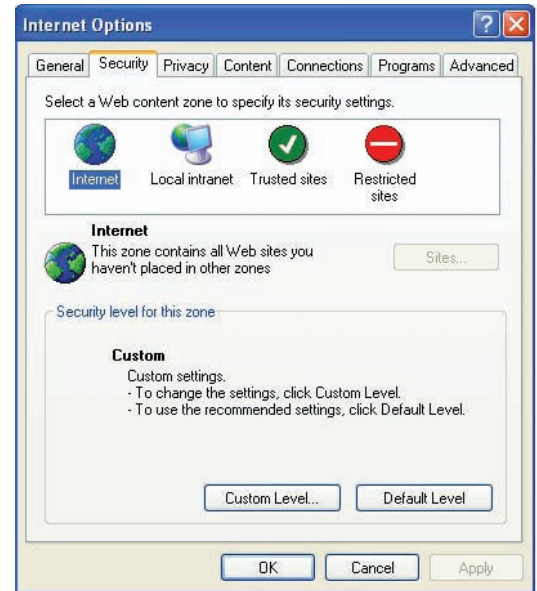 Internet Options
General Security Privacy Content Connections Programs Advanced
Select a Web content zone to specify its security settings.
Internet Local intranet Trusted sites Restricted
sites
Internet
This zone contains all Web sites you
haven't placed in other zones
Sites...
Security level for this zone
Custom
Custom settings.
- To change the settings, click Custom Level.
- To use the recommended settings, click Default Level.
Custom Level... Default Level
OK Cancel Apply